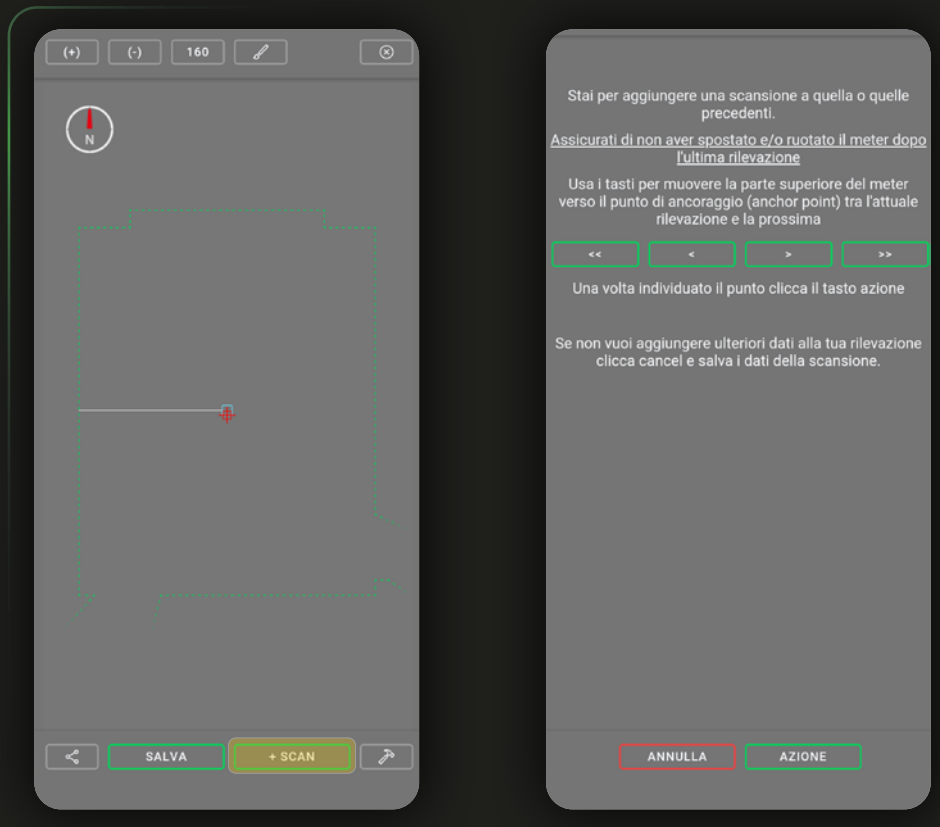 (+) (-) 160
N
SALVA + SCAN
Stai per aggiungere una scansione a quella o quelle
precedenti.
Assicurati di non aver spostato e/o ruotato il meter dopo
l'ultima rilevazione
Usa i tasti per muovere la parte superiore del meter
verso il punto di ancoraggio (anchor point) tra l'attuale
rilevazione e la prossima
<< < > >>
Una volta individuato il punto clicca il tasto azione
Se non vuoi aggiungere ulteriori dati alla tua rilevazione
clicca cancel e salva i dati della scansione.
ANNULLA AZIONE